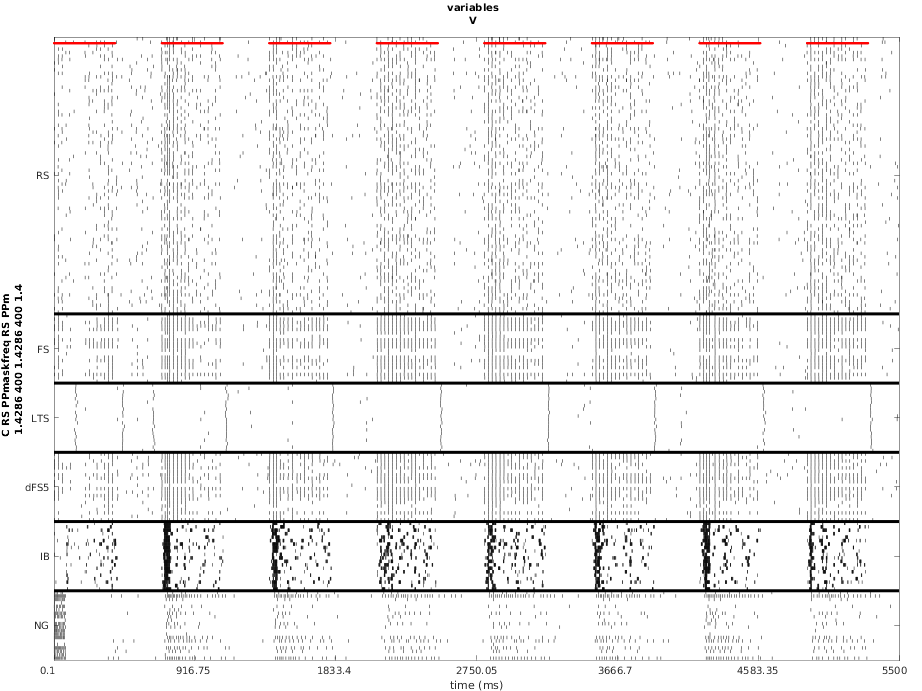 variables
V
C RS PPmaskfreq RS PPm
1.4286 400 1.4286 400 1.4
RS
FS
LTS
dFS5
IB
NG
0.1
916.75
1833.4
2750.05
3666.7
4583.35
5500
time (ms)